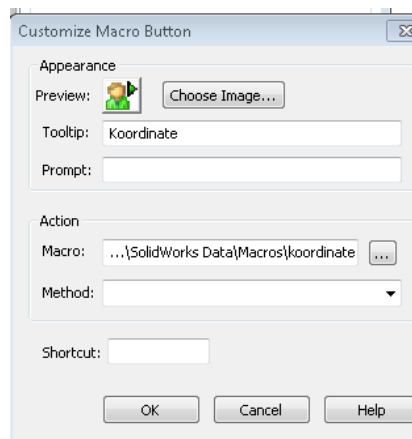 Customize Macro Button
Appearance
Preview:
Choose Image...
Tooltip: Koordinate
Prompt:
Action
Macro: ...\SolidWorks Data\Macros\koordinate ...
Method:
Shortcut:
OK Cancel Help